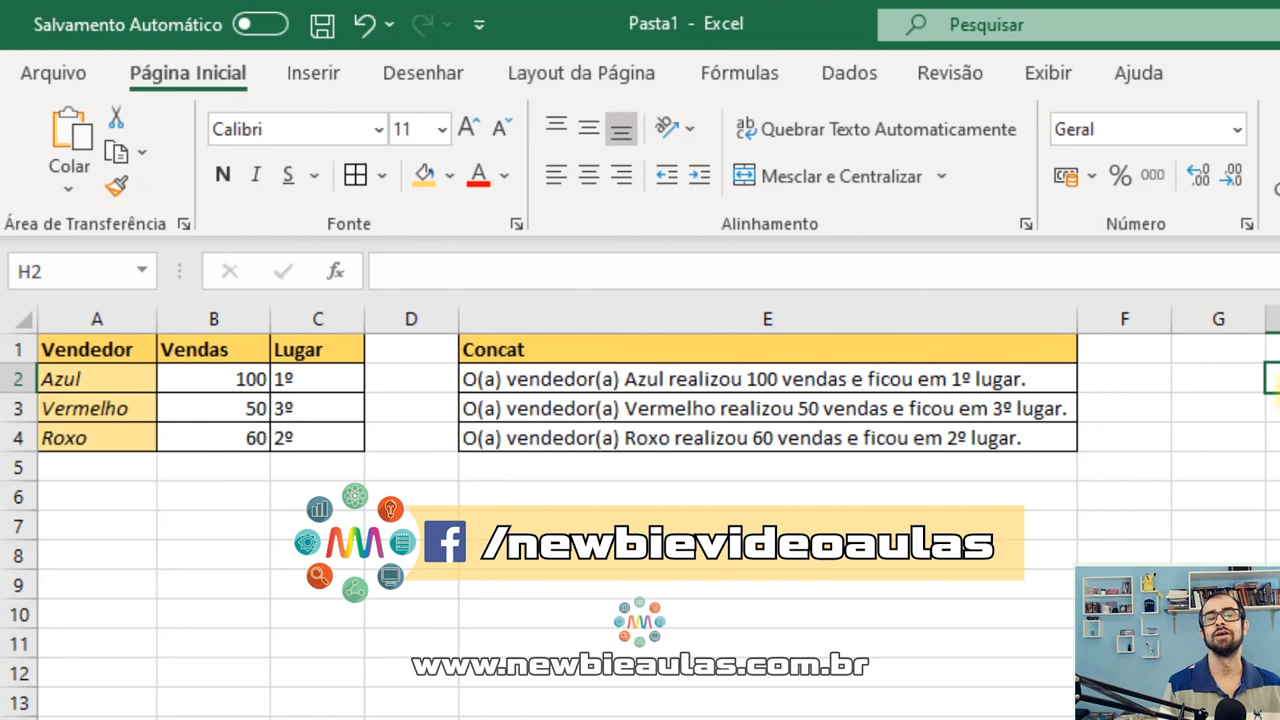 Salvamento Automático
Pasta1 - Excel
Pesquisar
Arquivo Página Inicial Inserir Desenhar Layout da Página Fórmulas Dados Revisão Exibir Ajuda
Colar
Calibri 11
N I S A
ab Quebrar Texto Automaticamente
Mesclar e Centralizar
Geral
% 000
Área de Transferência Fonte Alinhamento Número
H2 fx
A B C D E F G
1 Vendedor Vendas Lugar Concat
2 Azul 100 1º O(a) vendedor(a) Azul realizou 100 vendas e ficou em 1º lugar.
3 Vermelho 50 3º O(a) vendedor(a) Vermelho realizou 50 vendas e ficou em 3º lugar.
4 Roxo 60 2º O(a) vendedor(a) Roxo realizou 60 vendas e ficou em 2º lugar.
5
6
7
8
9
10
11
12
13
/newbievideoaulas
www.newbieaulas.com.br